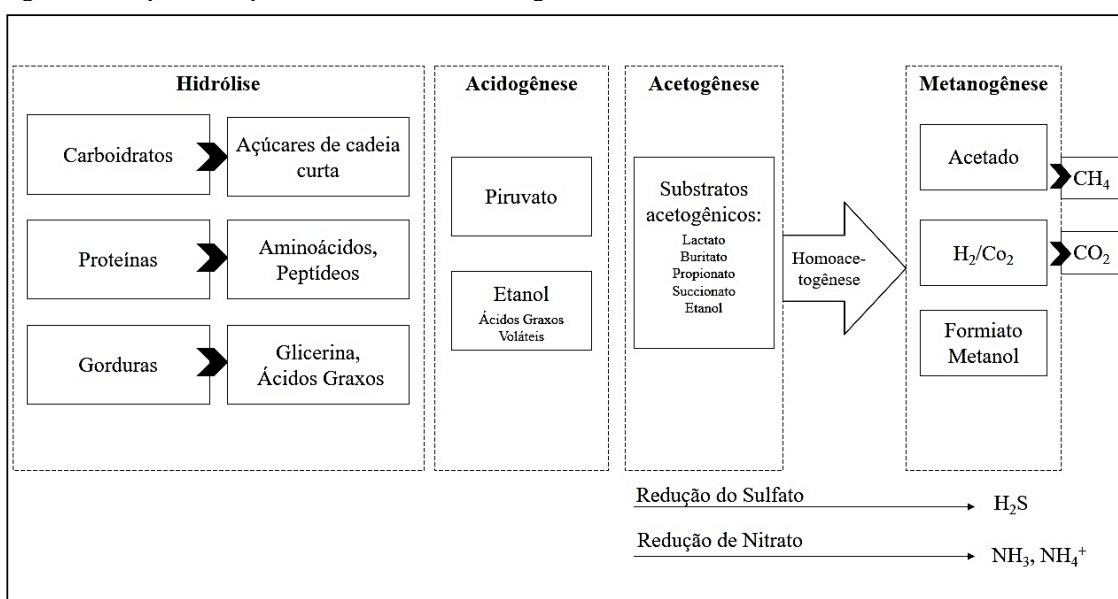 Hidrólise
Carboidratos
Açúcares de cadeia
curta
Proteínas
Aminoácidos,
Peptídeos
Gorduras
Glicerina,
Ácidos Graxos
Acidogênese
Piruvato
Etanol
Ácidos Graxos
Voláteis
Acetogênese
Substratos
acetogênicos:
Lactato
Buritato
Propionato
Succionato
Etanol
Homoace-
togênese
Metanogênese
Acetado
CH₄
H₂/Co₂
CO₂
Formiato
Metanol
Redução do Sulfato
H₂S
Redução de Nitrato
NH₃, NH₄⁺